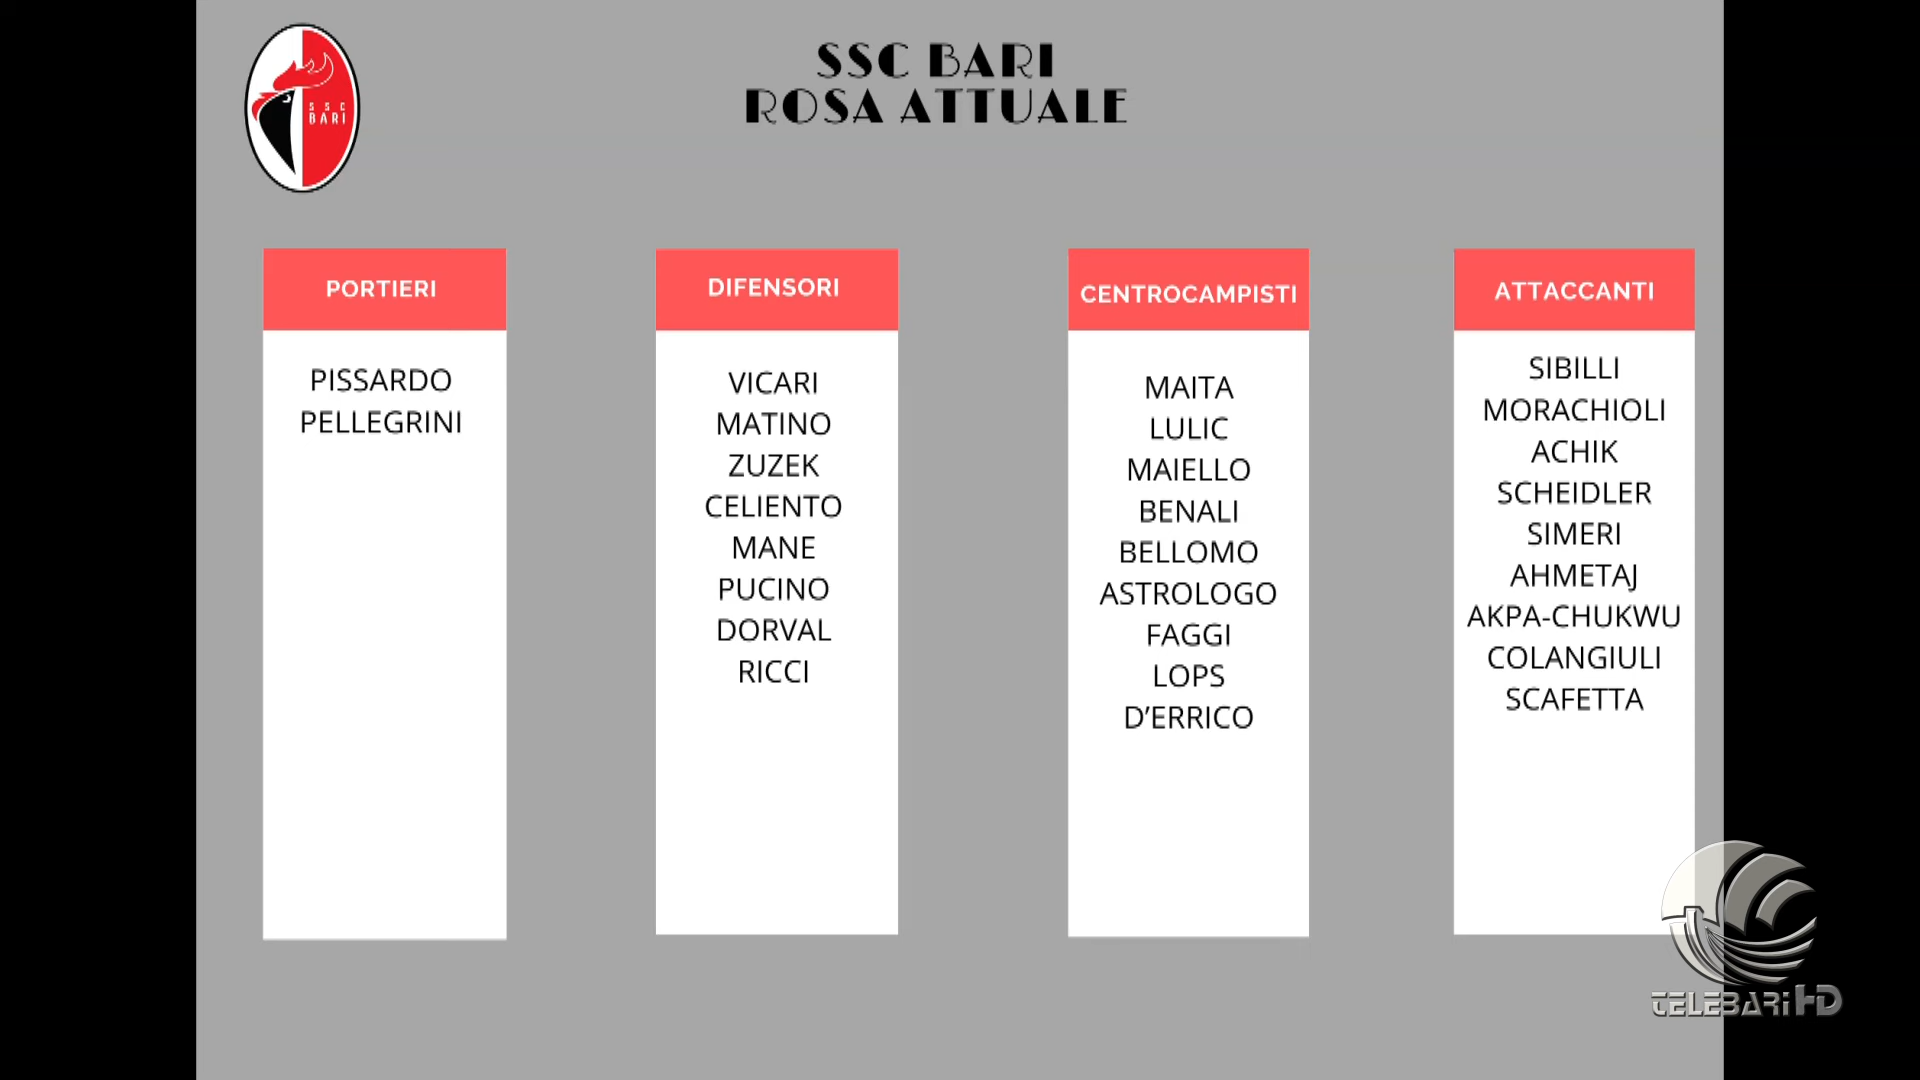 SSC BARI
ROSA ATTUALE
SSC
BARI
PORTIERI
PISSARDO
PELLEGRINI
DIFENSORI
VICARI
MATINO
ZUZEK
CELIENTO
MANE
PUCINO
DORVAL
RICCI
CENTROCAMPISTI
MAITA
LULIC
MAIELLO
BENALI
BELLOMO
ASTROLOGO
FAGGI
LOPS
D'ERRICO
ATTACCANTI
SIBILLI
MORACHIOLI
ACHIK
SCHEIDLER
SIMERI
AHMETAJ
AKPA-CHUKWU
COLANGIULI
SCAFETTA
TELEBARI HD